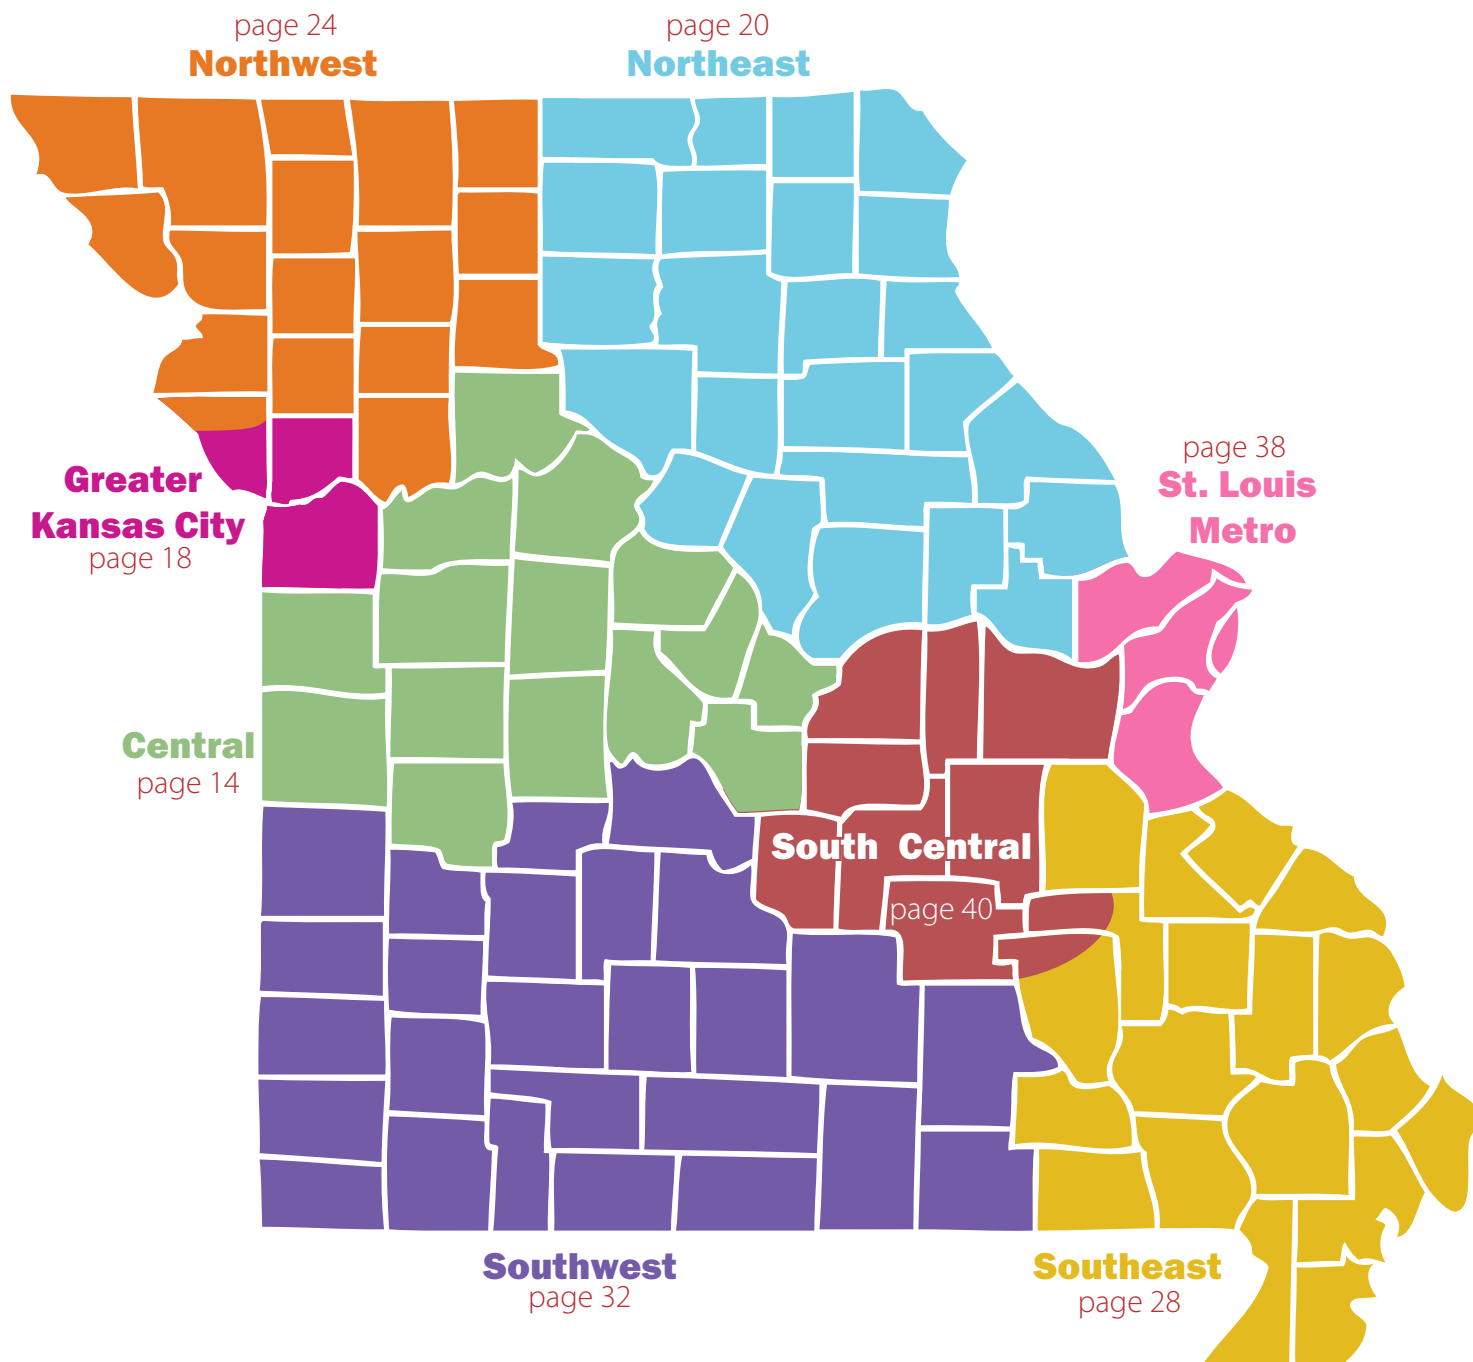 page 24
Northwest
page 20
Northeast
page 38
St. Louis
Metro
Greater
Kansas City
page 18
Central
page 14
South Central
page 40
Southwest
page 32
Southeast
page 28